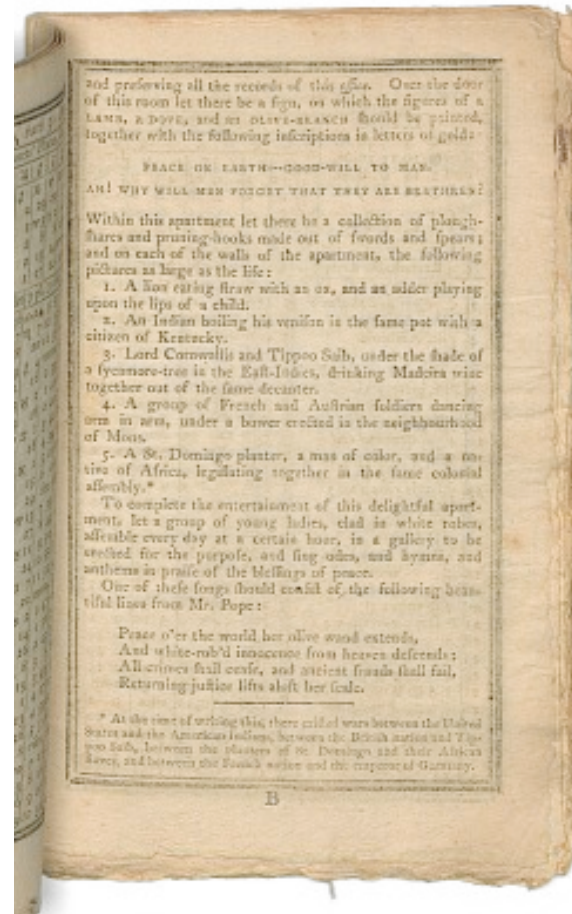 and preserving all the records of this office. Over the door
of this room let there be a sign, on which the figures of a
LAMB, A DOVE, and AN OLIVE-BRANCH should be painted,
together with the following inscriptions in letters of gold:
PEACE ON EARTH—GOOD-WILL TO MAN.
AH! WHY WILL MEN FORGET THAT THEY ARE BRETHREN?
Within this apartment let there be a collection of plough-
shares and pruning-hooks made out of swords and spears;
and on each of the walls of the apartment, the following
pictures as large as the life:
1. A lion eating straw with an ox, and an adder playing
upon the lips of a child.
2. An Indian boiling his venison in the same pot with a
citizen of Kentucky.
3. Lord Cornwallis and Tippoo Saib, under the shade of
a sycamore-tree in the East-Indies, drinking Madeira wine
together out of the same decanter.
4. A group of French and Austrian soldiers dancing
arm in arm, under a bower erected in the neighbourhood
of Mons.
5. A St. Domingo planter, a man of color, and a na-
tive of Africa, legislating together in the same colonial
assembly.*
To complete the entertainment of this delightful apart-
ment, let a group of young ladies, clad in white robes,
assemble every day at a certain hour, in a gallery to be
erected for the purpose, and sing odes, and hymns, and
anthems in praise of the blessings of peace.
One of these songs should consist of the following beau-
tiful lines from Mr. Pope:
Peace o'er the world her olive wand extends,
And white-rob'd innocence from heaven descends;
All crimes shall cease, and ancient frauds shall fail,
Returning justice lifts aloft her scale.
* At the time of writing this, there existed wars between the United
States and the American Indians, between the British nation and Tip-
poo Saib, between the planters of St. Domingo and their African
slaves, and between the French nation and the emperor of Germany.
B